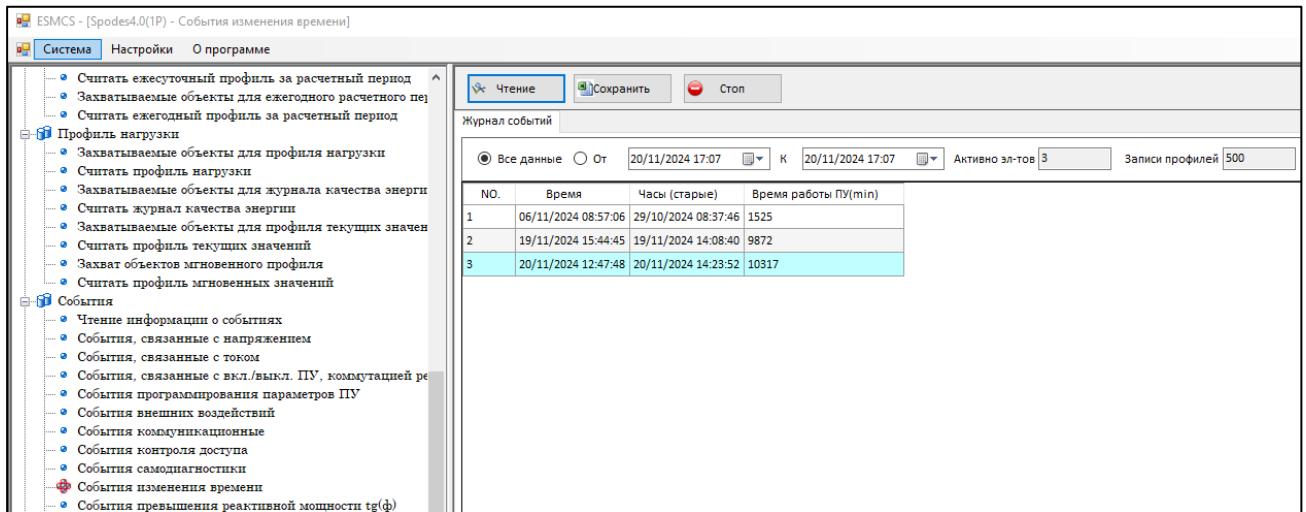 ESMCS - [Spodes4.0(1P) - События изменения времени]
Система Настройки О программе
Считать ежесуточный профиль за расчетный период
Захватываемые объекты для ежегодного расчетного пер
Считать ежегодный профиль за расчетный период
Профиль нагрузки
Захватываемые объекты для профиля нагрузки
Считать профиль нагрузки
Захватываемые объекты для журнала качества энерги
Считать журнал качества энергии
Захватываемые объекты для профиля текущих значен
Считать профиль текущих значений
Захват объектов мгновенного профиля
Считать профиль мгновенных значений
События
Чтение информации о событиях
События, связанные с напряжением
События, связанные с током
События, связанные с вкл./выкл. ПУ, коммутацией ре
События программирования параметров ПУ
События внешних воздействий
События коммуникационные
События контроля доступа
События самодиагностики
События изменения времени
События превышения реактивной мощности tg(ф)
Чтение Сохранить Стоп
Журнал событий
Все данные От 20/11/2024 17:07 К 20/11/2024 17:07 Активно эл-тов 3 Записи профилей 500
NO. Время Часы (старые) Время работы ПУ(min)
1 06/11/2024 08:57:06 29/10/2024 08:37:46 1525
2 19/11/2024 15:44:45 19/11/2024 14:08:40 9872
3 20/11/2024 12:47:48 20/11/2024 14:23:52 10317